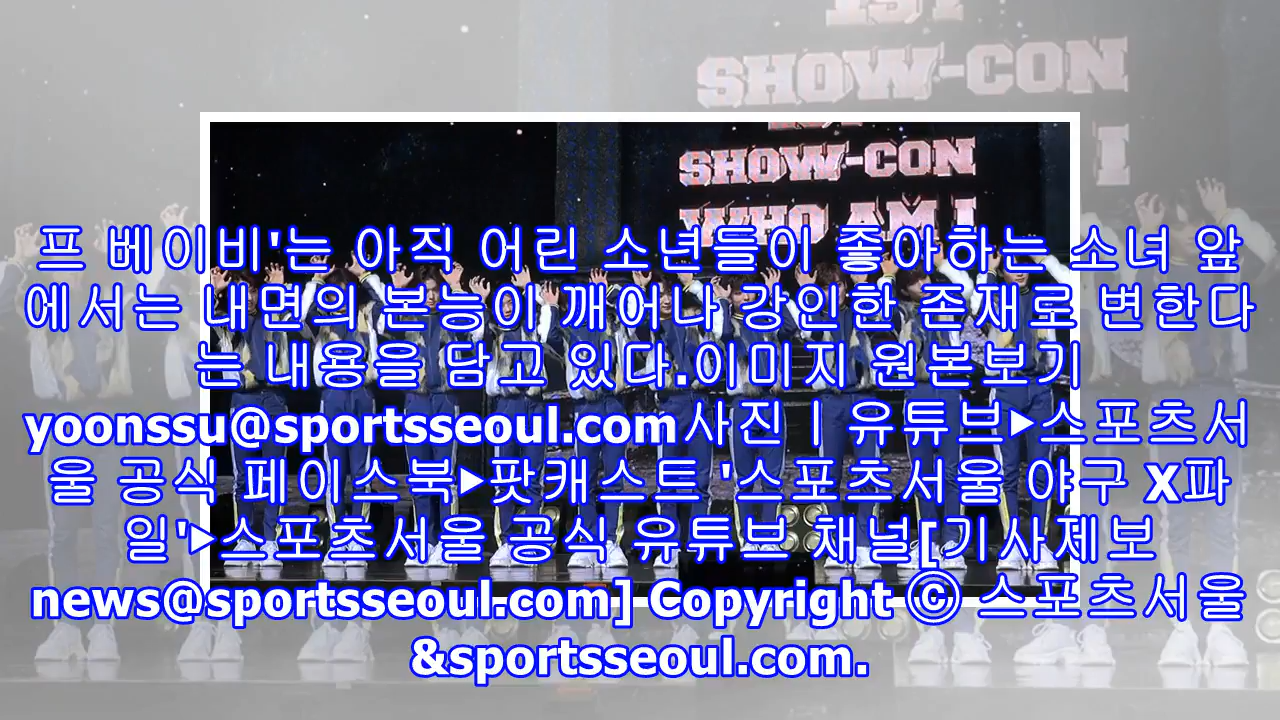 1ST
SHOW-CON
1ST
SHOW-CON
WHO AM I
I
프 베이비'는 아직 어린 소년들이 좋아하는 소녀 앞
에서는 내면의 본능이 깨어나 강인한 존재로 변한다
는 내용을 담고 있다.이미지 원본보기
yoonssu@sportsseoul.com사진ㅣ유튜브▶스포츠서
울 공식 페이스북▶팟캐스트 '스포츠서울 야구 X파
일'▶스포츠서울 공식 유튜브 채널[기사제보
news@sportsseoul.com] Copyright ⓒ 스포츠서울
&sportsseoul.com.